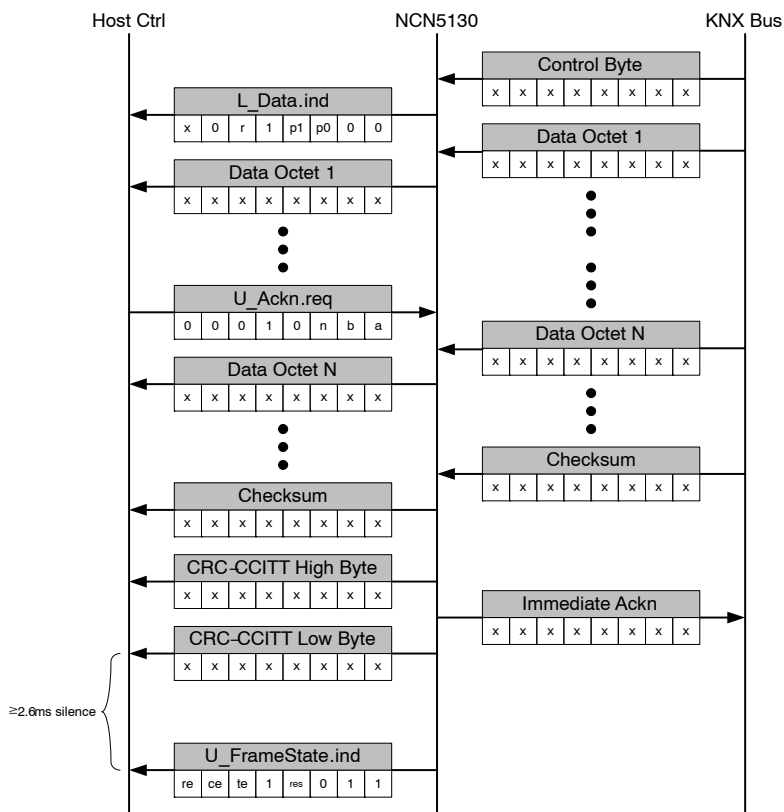 Host Ctrl NCN5130 KNX Bus
Control Byte
x x x x x x x x
L_Data.ind
x 0 r 1 p1 p0 0 0
Data Octet 1
x x x x x x x x
Data Octet 1
x x x x x x x x
U_Ackn.req
0 0 0 1 0 n b a
Data Octet N
x x x x x x x x
Data Octet N
x x x x x x x x
Checksum
x x x x x x x x
Checksum
x x x x x x x x
CRC-CCITT High Byte
x x x x x x x x
Immediate Ackn
x x x x x x x x
CRC-CCITT Low Byte
x x x x x x x x
≥2.6ms silence
U_FrameState.ind
re ce te 1 res 0 1 1